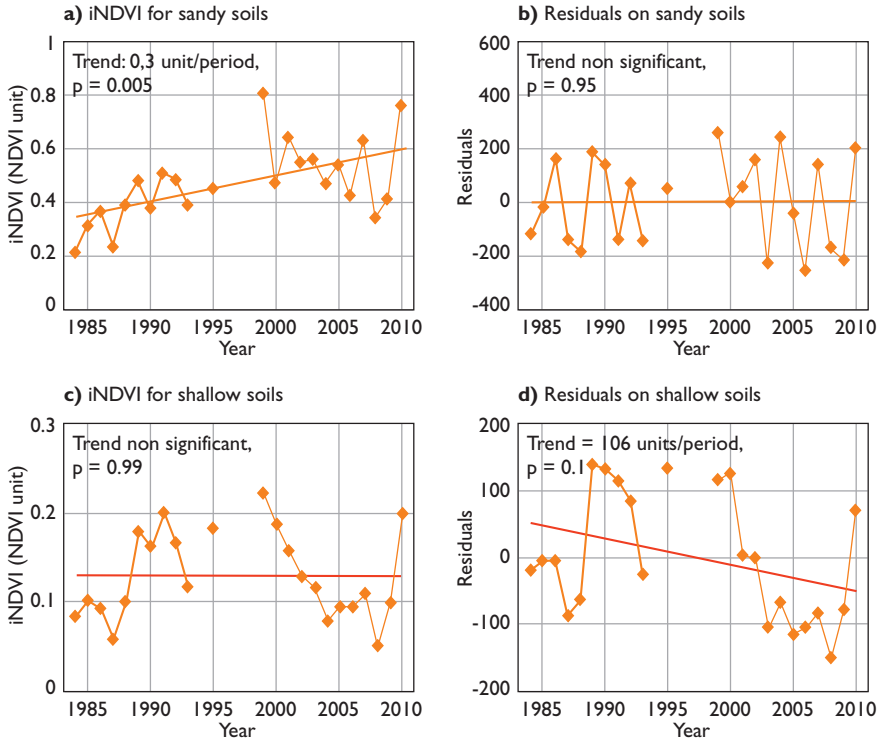 a) iNDVI for sandy soils
iNDVI (NDVI unit)
1
0.8
0.6
0.4
0.2
0
Trend: 0,3 unit/period,
p = 0.005
1985 1990 1995 2000 2005 2010
Year
b) Residuals on sandy soils
Residuals
600
400
200
0
-200
-400
Trend non significant,
p = 0.95
1985 1990 1995 2000 2005 2010
Year
c) iNDVI for shallow soils
iNDVI (NDVI unit)
0.3
0.2
0.1
0
Trend non significant,
p = 0.99
1985 1990 1995 2000 2005 2010
Year
d) Residuals on shallow soils
Residuals
200
100
0
-100
-200
Trend = 106 units/period,
p = 0.1
1985 1990 1995 2000 2005 2010
Year